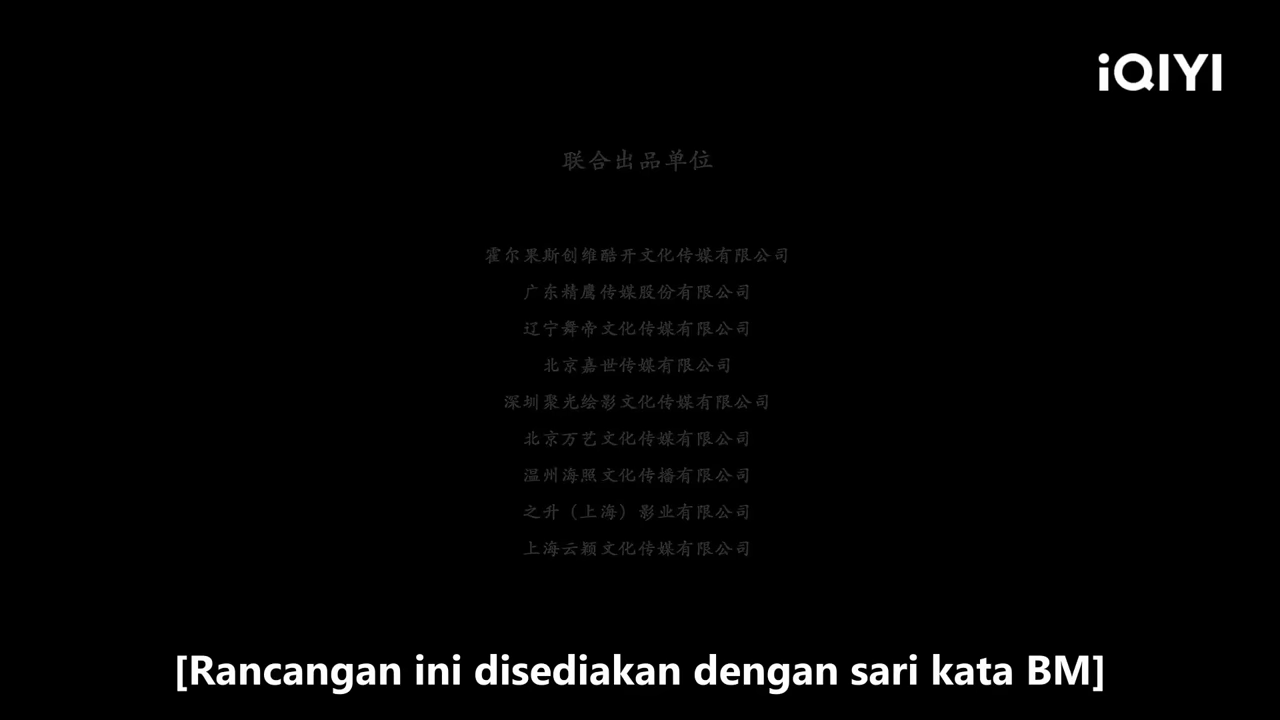 iQIYI
联合出品单位
霍尔果斯创维酷开文化传媒有限公司
广东精鹰传媒股份有限公司
辽宁舞帝文化传媒有限公司
北京嘉世传媒有限公司
深圳聚光绘影文化传媒有限公司
北京万艺文化传媒有限公司
温州海照文化传播有限公司
之升（上海）影业有限公司
上海云颖文化传媒有限公司
[Rancangan ini disediakan dengan sari kata BM]